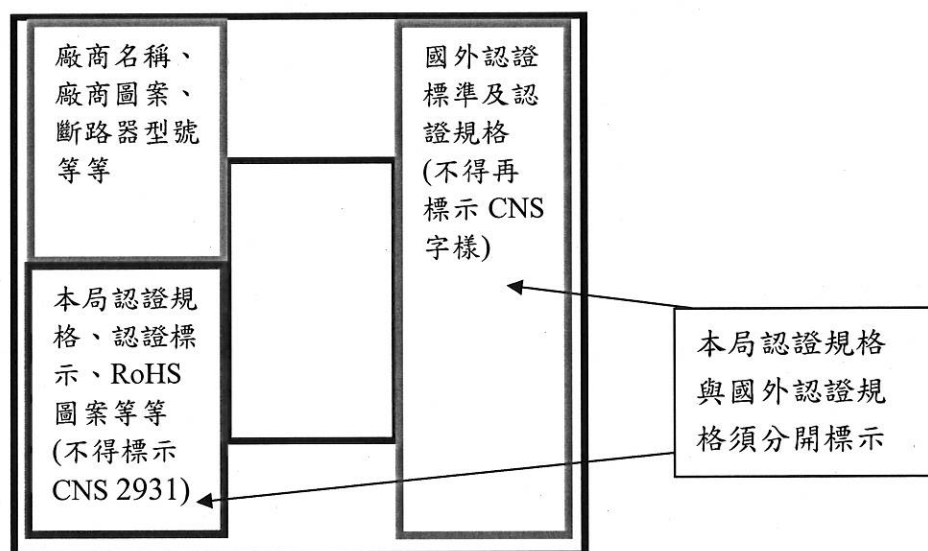 廠商名稱、
廠商圖案、
斷路器型號
等等
本局認證規
格、認證標
示、RoHS
圖案等等
(不得標示
CNS 2931)
國外認證
標準及認
證規格
(不得再
標示 CNS
字樣)
本局認證規格
與國外認證規
格須分開標示